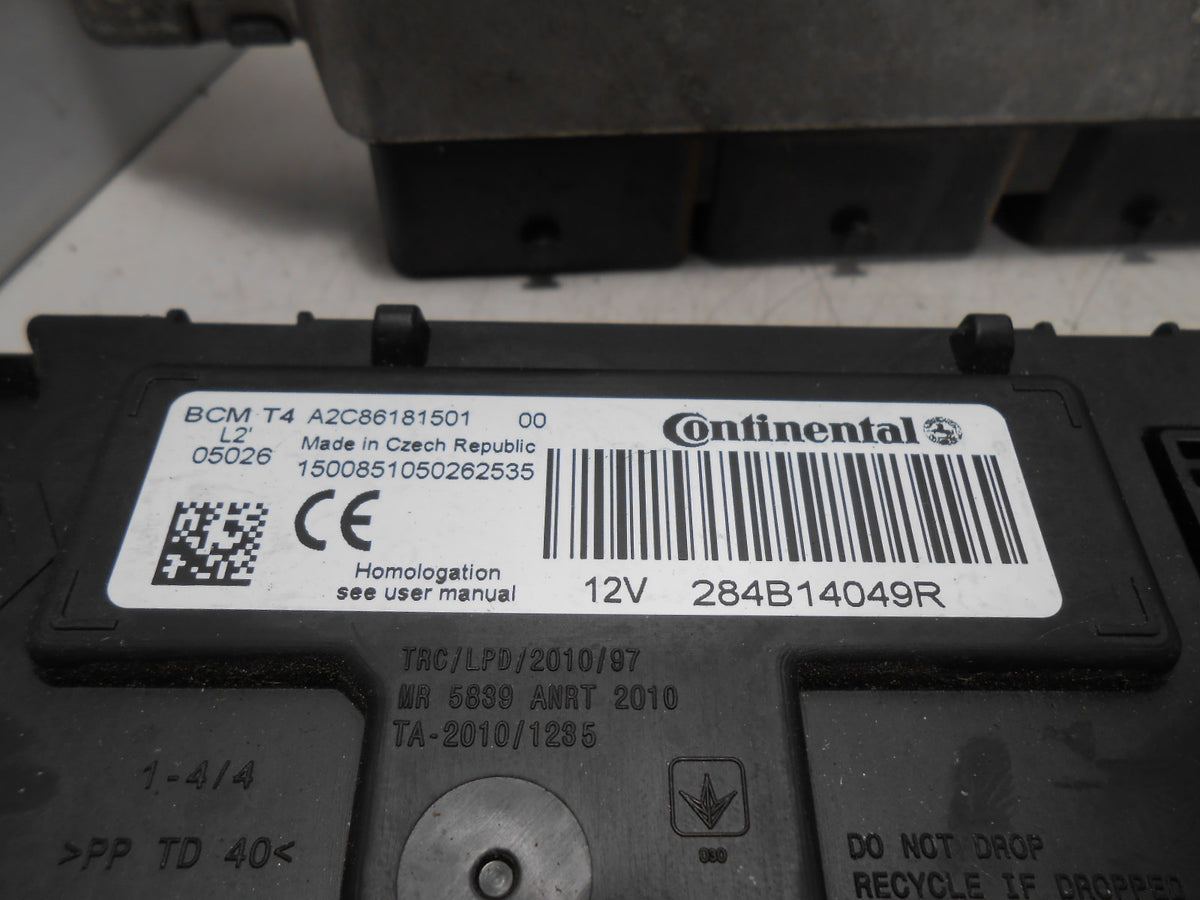 BCM T4 A2C86181501 00
L2'
05026
Made in Czech Republic
1500851050262535
Continental
CE
Homologation
see user manual
12V 284B14049R
TRC/LPD/2010/97
MR 5839 ANRT 2010
TA-2010/1235
1-4/4
>PP TD 40<
030
DO NOT DROP
RECYCLE IF DROPPED